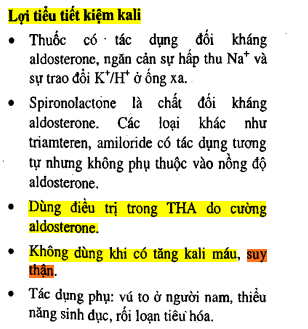 Lợi tiểu tiết kiệm kali
• Thuốc có tác dụng đối kháng
aldosterone, ngăn cản sự hấp thu Na⁺ và
sự trao đổi K⁺/H⁺ ở ống xa.
• Spironolactone là chất đối kháng
aldosterone. Các loại khác như
triamteren, amiloride có tác dụng tương
tự nhưng không phụ thuộc vào nồng độ
aldosterone.
• Dùng điều trị trong THA do cường
aldosterone.
• Không dùng khi có tăng kali máu, suy
thận.
• Tác dụng phụ: vú to ở người nam, thiểu
năng sinh dục, rối loạn tiêu hóa.